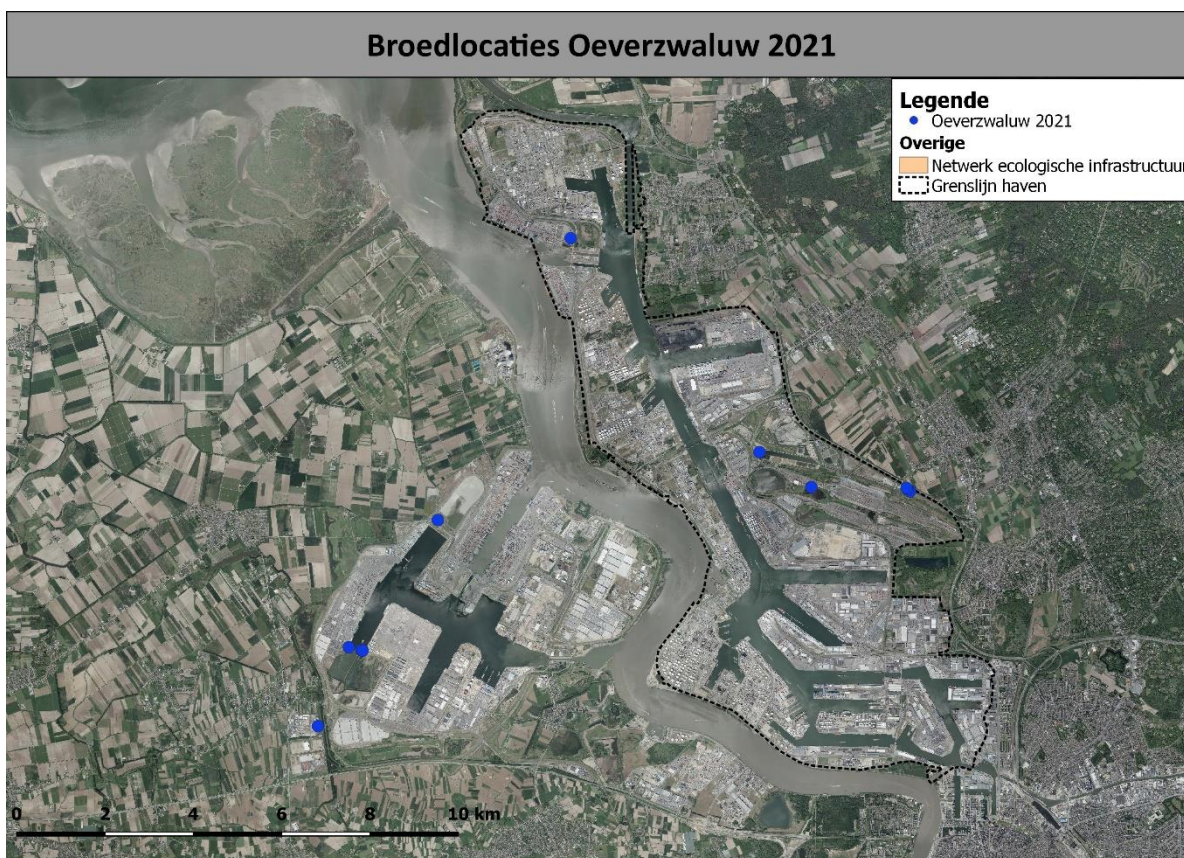 Broedlocaties Oeverzwaluw 2021
Legende
Oeverzwaluw 2021
Overige
Netwerk ecologische infrastructuur
Grenslijn haven
0 2 4 6 8 10 km